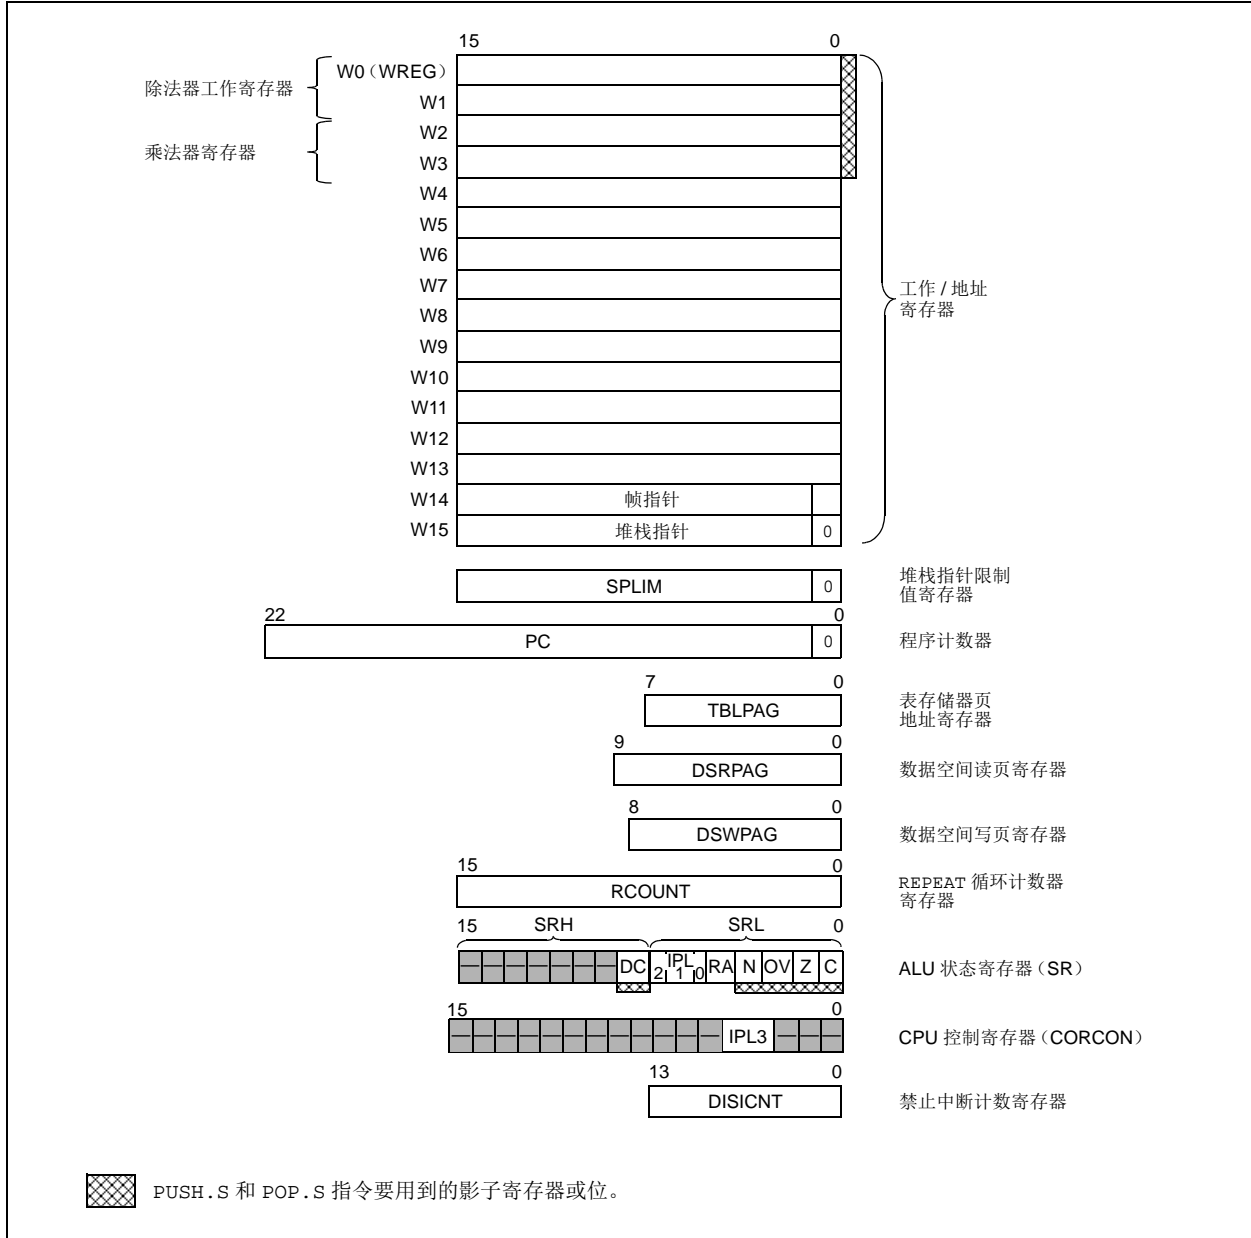 15 0
W0（WREG）
除法器工作寄存器
W1
W2
乘法器寄存器
W3
W4
W5
W6
W7
工作 / 地址
寄存器
W8
W9
W10
W11
W12
W13
W14 帧指针
W15 堆栈指针 0
SPLIM 0
堆栈指针限制
值寄存器
22 0
PC 0 程序计数器
7 0
TBLPAG
表存储器页
地址寄存器
9 0
DSRPAG 数据空间读页寄存器
8 0
DSWPAG 数据空间写页寄存器
15 0
RCOUNT
REPEAT 循环计数器
寄存器
15 SRH SRL 0
— — — — — — — DC IPL 2 1 0 RA N OV Z C ALU 状态寄存器（SR）
15 0
— — — — — — — — — — — — IPL3 — — — CPU 控制寄存器（CORCON）
13 0
DISICNT 禁止中断计数寄存器
PUSH.S 和 POP.S 指令要用到的影子寄存器或位。